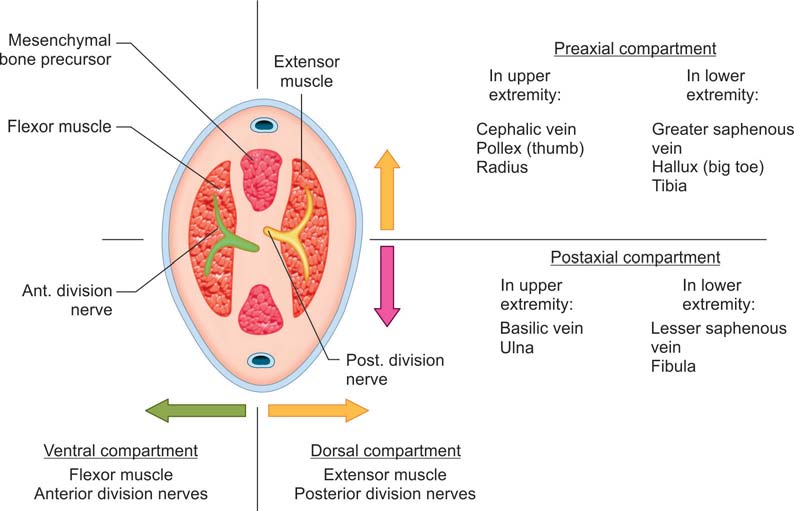 Mesenchymal
bone precursor
Extensor
muscle
Flexor muscle
Ant. division
nerve
Post. division
nerve
Preaxial compartment
In upper
extremity:
In lower
extremity:
Cephalic vein
Pollex (thumb)
Radius
Greater saphenous
vein
Hallux (big toe)
Tibia
Postaxial compartment
In upper
extremity:
In lower
extremity:
Basilic vein
Ulna
Lesser saphenous
vein
Fibula
Ventral compartment
Flexor muscle
Anterior division nerves
Dorsal compartment
Extensor muscle
Posterior division nerves